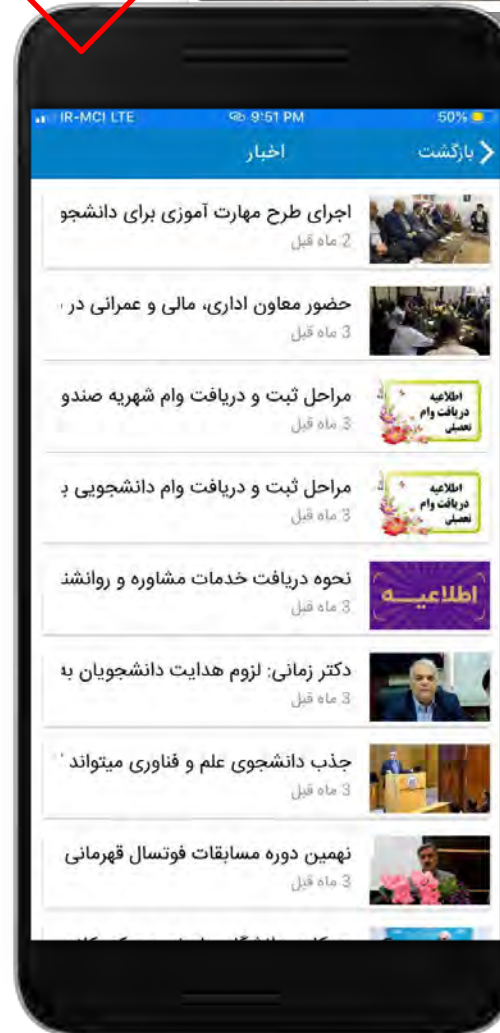 IR-MCI LTE 9:51 PM 50%
بازگشت اخبار
اجرای طرح مهارت آموزی برای دانشجو
2 ماه قبل
حضور معاون اداری، مالی و عمرانی در
3 ماه قبل
اطلاعیه
دریافت وام
تحصیلی
مراحل ثبت و دریافت وام شهریه صندو
3 ماه قبل
اطلاعیه
دریافت وام
تحصیلی
مراحل ثبت و دریافت وام دانشجویی ب
3 ماه قبل
اطلاعیـــه
نحوه دریافت خدمات مشاوره و روانشنا
3 ماه قبل
دکتر زمانی: لزوم هدایت دانشجویان به
3 ماه قبل
جذب دانشجوی علم و فناوری میتواند
3 ماه قبل
نهمین دوره مسابقات فوتسال قهرمانی
3 ماه قبل